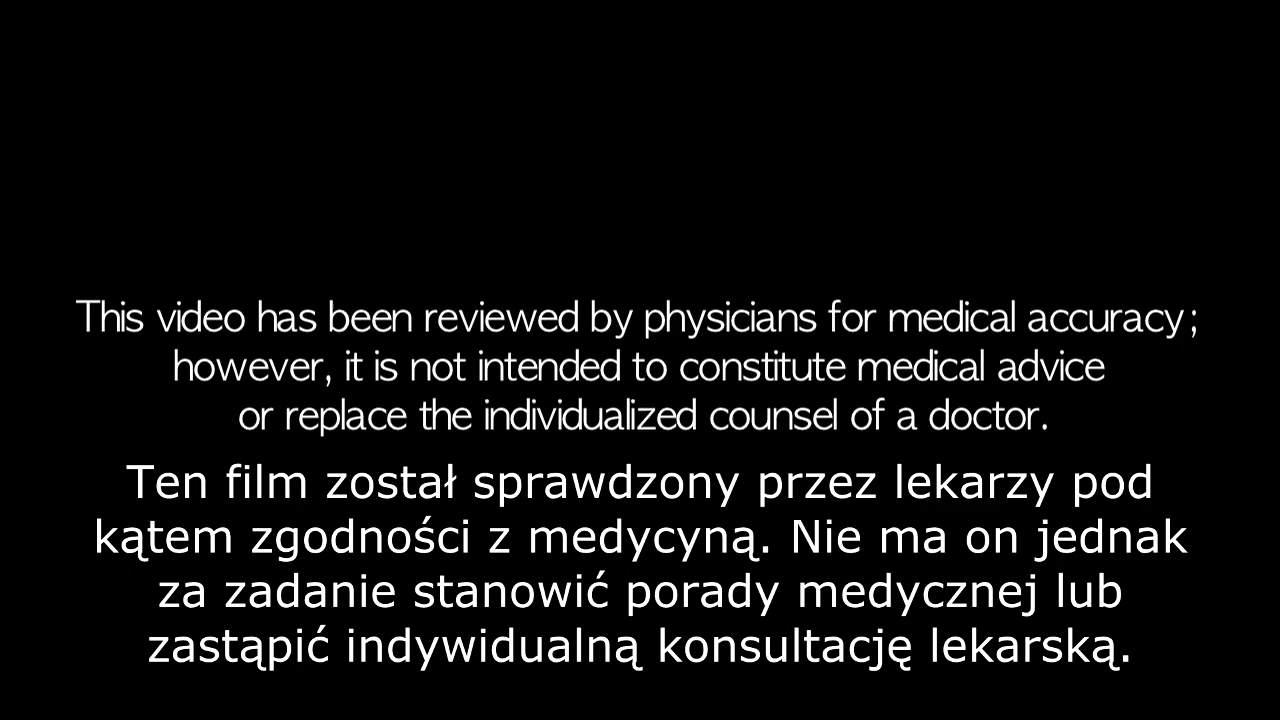 This video has been reviewed by physicians for medical accuracy;
however, it is not intended to constitute medical advice
or replace the individualized counsel of a doctor.
Ten film został sprawdzony przez lekarzy pod
kątem zgodności z medycyną. Nie ma on jednak
za zadanie stanowić porady medycznej lub
zastąpić indywidualną konsultację lekarską.